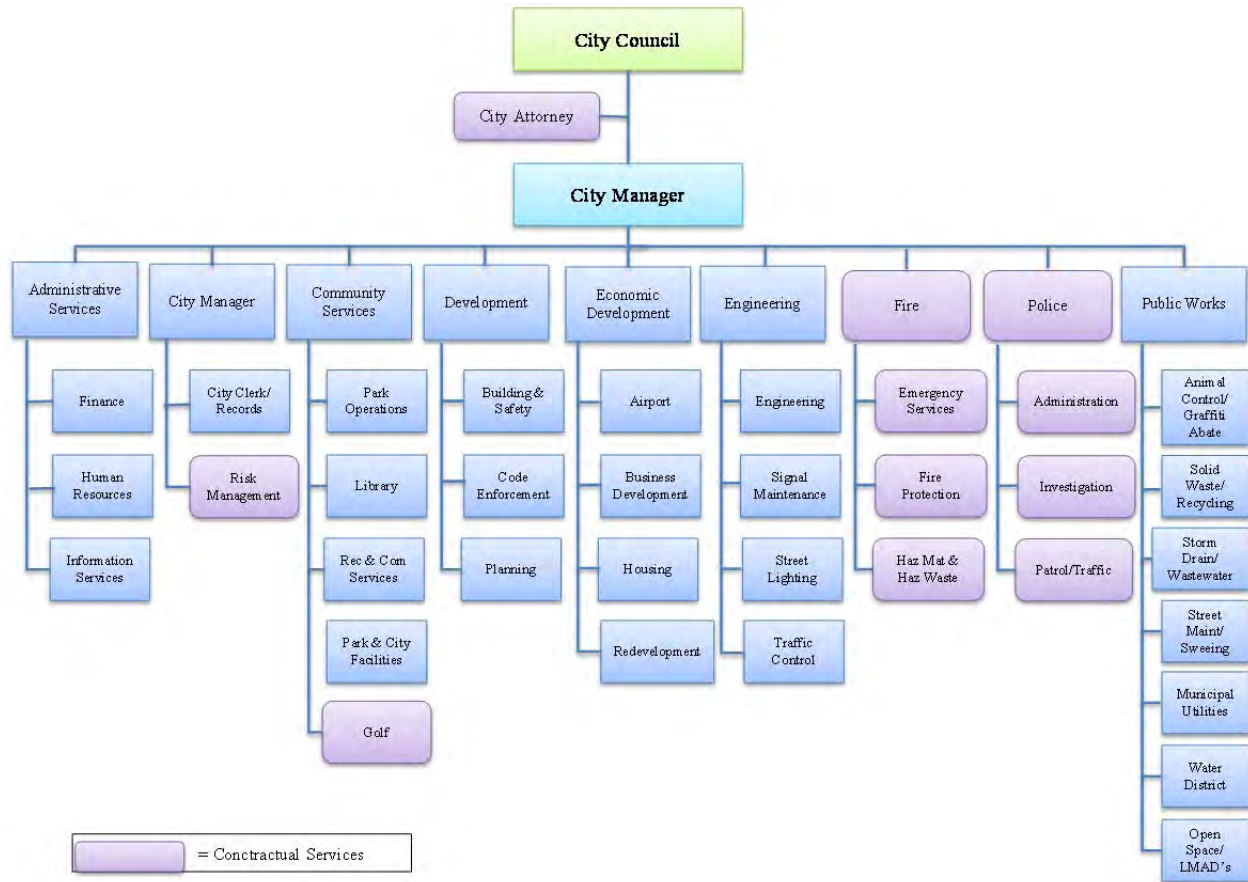 City Council
City Attorney
City Manager
Administrative
Services
City Manager
Community
Services
Development
Economic
Development
Engineering
Fire
Police
Public Works
Finance
Human
Resources
Information
Services
City Clerk/
Records
Risk
Management
Park
Operations
Library
Rec & Com
Services
Park & City
Facilities
Golf
Building &
Safety
Code
Enforcement
Planning
Airport
Business
Development
Housing
Redevelopment
Engineering
Signal
Maintenance
Street
Lighting
Traffic
Control
Emergency
Services
Fire
Protection
Haz Mat &
Haz Waste
Administration
Investigation
Patrol/Traffic
Animal
Control/
Graffiti
Abate
Solid
Waste/
Recycling
Storm
Drain/
Wastewater
Street
Maint/
Sweeing
Municipal
Utilities
Water
District
Open
Space/
LMAD's
= Conctractual Services